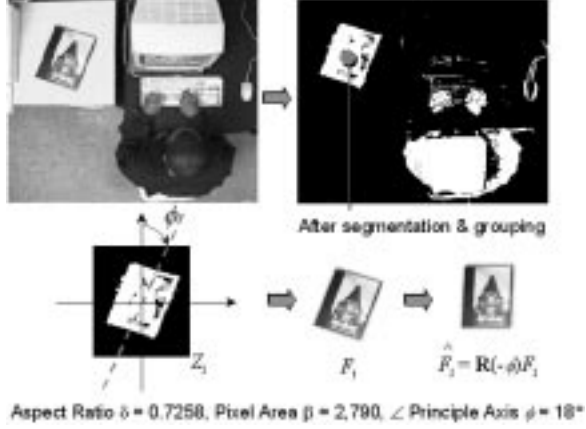 After segmentation & grouping
ϕ
Z₁
F₁
F̂₁ = R(-ϕ)F₁
Aspect Ratio δ = 0.7258, Pixel Area β = 2,790, ∠ Principle Axis ϕ = 18°